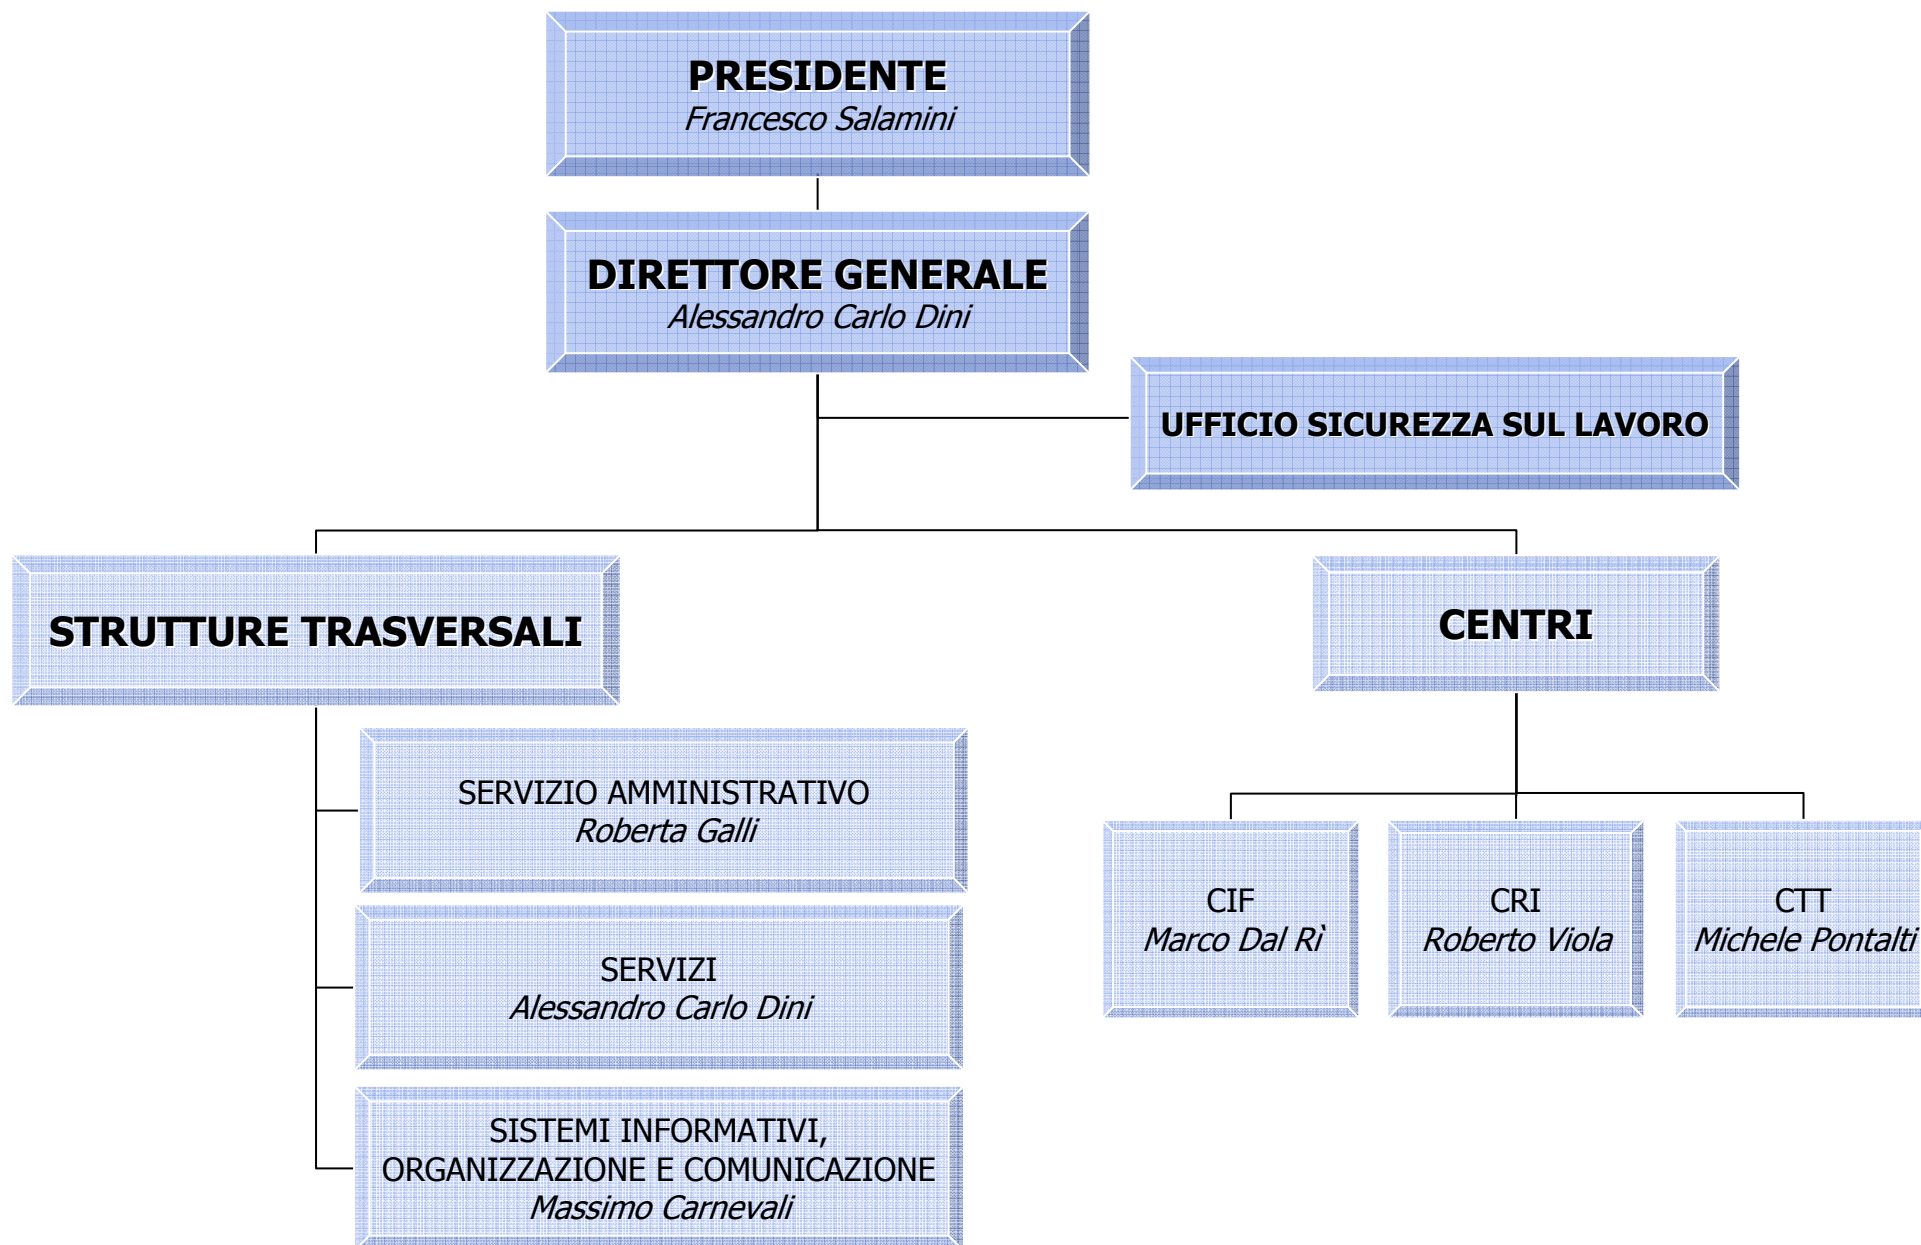 PRESIDENTE
Francesco Salamini
DIRETTORE GENERALE
Alessandro Carlo Dini
UFFICIO SICUREZZA SUL LAVORO
STRUTTURE TRASVERSALI
CENTRI
SERVIZIO AMMINISTRATIVO
Roberta Galli
SERVIZI
Alessandro Carlo Dini
SISTEMI INFORMATIVI,
ORGANIZZAZIONE E COMUNICAZIONE
Massimo Carnevali
CIF
Marco Dal Rì
CRI
Roberto Viola
CTT
Michele Pontalti